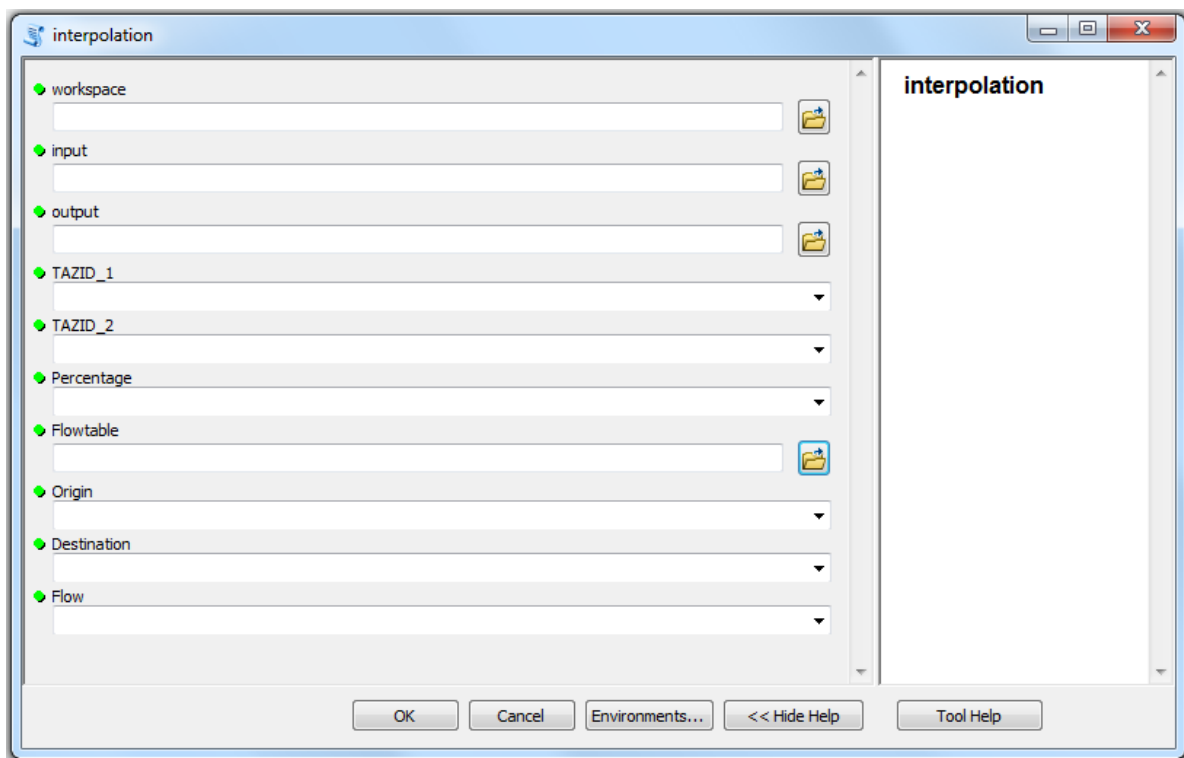 interpolation
workspace
input
output
TAZID_1
TAZID_2
Percentage
Flowtable
Origin
Destination
Flow
interpolation
OK
Cancel
Environments...
<< Hide Help
Tool Help